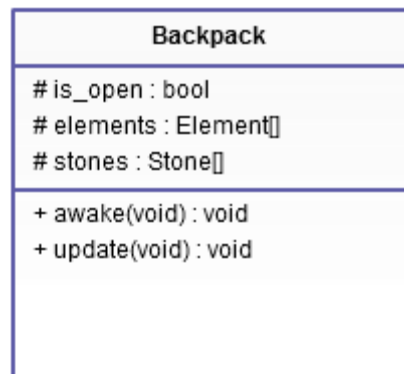 Backpack
# is_open : bool
# elements : Element[]
# stones : Stone[]
+ awake(void) : void
+ update(void) : void